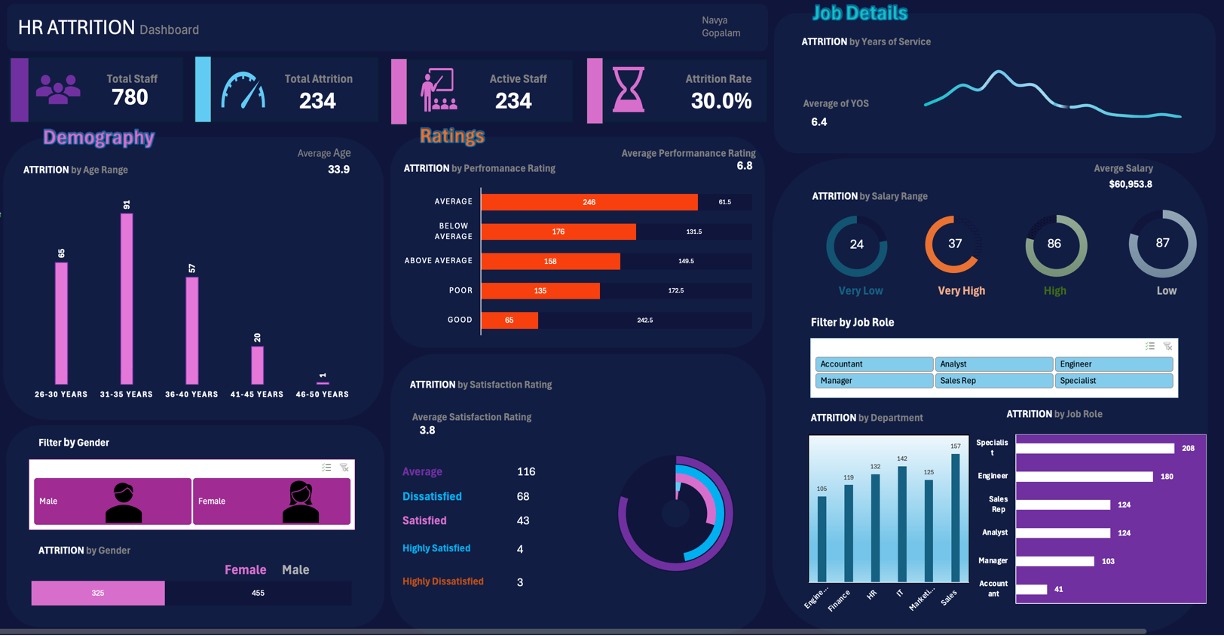 HR ATTRITION Dashboard
Navya
Gopalam
Total Staff
780
Total Attrition
234
Active Staff
234
Attrition Rate
30.0%
Demography
Average Age
33.9
ATTRITION by Age Range
65
91
57
20
1
26-30 YEARS
31-35 YEARS
36-40 YEARS
41-45 YEARS
46-50 YEARS
Filter by Gender
Male
Female
ATTRITION by Gender
Female Male
325
455
Ratings
Average Performanance Rating
6.8
ATTRITION by Perfromanace Rating
AVERAGE
246
61.5
BELOW
AVERAGE
176
131.5
ABOVE AVERAGE
158
149.5
POOR
135
172.5
GOOD
65
242.5
ATTRITION by Satisfaction Rating
Average Satisfaction Rating
3.8
Average 116
Dissatisfied 68
Satisfied 43
Highly Satisfied 4
Highly Dissatisfied 3
Job Details
ATTRITION by Years of Service
Average of YOS
6.4
Averge Salary
$60,953.8
ATTRITION by Salary Range
24
37
86
87
Very Low
Very High
High
Low
Filter by Job Role
Accountant
Analyst
Engineer
Manager
Sales Rep
Specialist
ATTRITION by Department
105
119
132
142
125
157
Engine...
Finance
HR
IT
Marketi...
Sales
ATTRITION by Job Role
Specialis
t
208
Engineer
180
Sales
Rep
124
Analyst
124
Manager
103
Account
ant
41